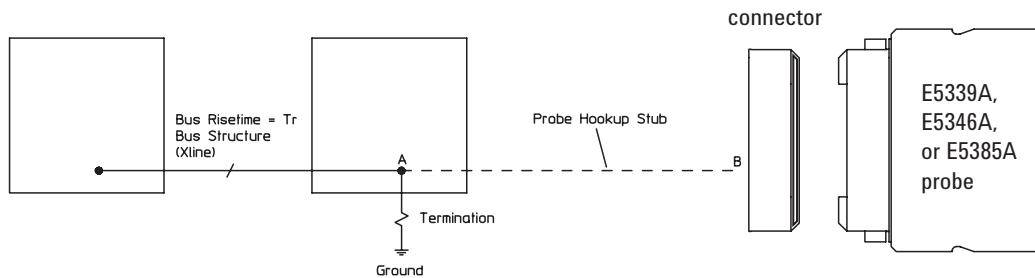 connector
Bus Risetime = Tr
Bus Structure
(Xline)
A
Probe Hookup Stub
B
E5339A,
E5346A,
or E5385A
probe
Termination
Ground